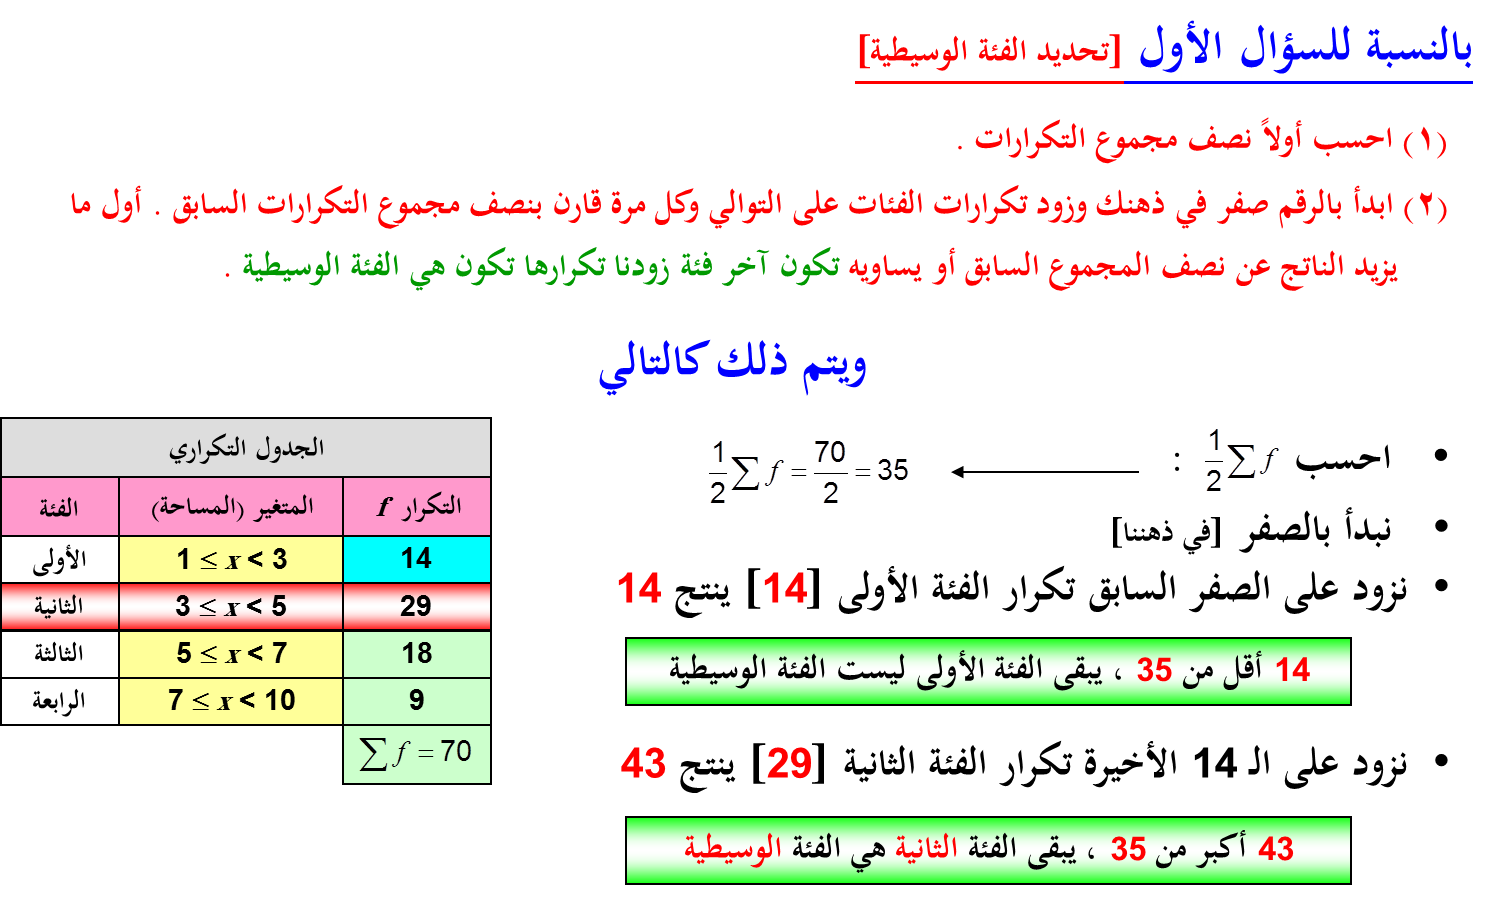 بالنسبة للسؤال الأول [تحديد الفئة الوسيطية]
(١) احسب أولاً نصف مجموع التكرارات .
(٢) ابدأ بالرقم صفر في ذهنك وزود تكرارات الفئات على التوالي وكل مرة قارن بنصف مجموع التكرارات السابق . أول ما
يزيد الناتج عن نصف المجموع السابق أو يساويه تكون آخر فئة زودنا تكرارها تكون هي الفئة الوسيطية .
ويتم ذلك كالتالي
• احسب 1/2 ∑ f : ← 1/2 ∑ f = 70/2 = 35
• نبدأ بالصفر [في ذهننا]
• نزود على الصفر السابق تكرار الفئة الأولى [14] ينتج 14
14 أقل من 35 ، يبقى الفئة الأولى ليست الفئة الوسيطية
• نزود على الـ 14 الأخيرة تكرار الفئة الثانية [29] ينتج 43
43 أكبر من 35 ، يبقى الفئة الثانية هي الفئة الوسيطية
الجدول التكراري
التكرار f المتغير (المساحة) الفئة
14 1 ≤ x < 3 الأولى
29 3 ≤ x < 5 الثانية
18 5 ≤ x < 7 الثالثة
9 7 ≤ x < 10 الرابعة
∑ f = 70